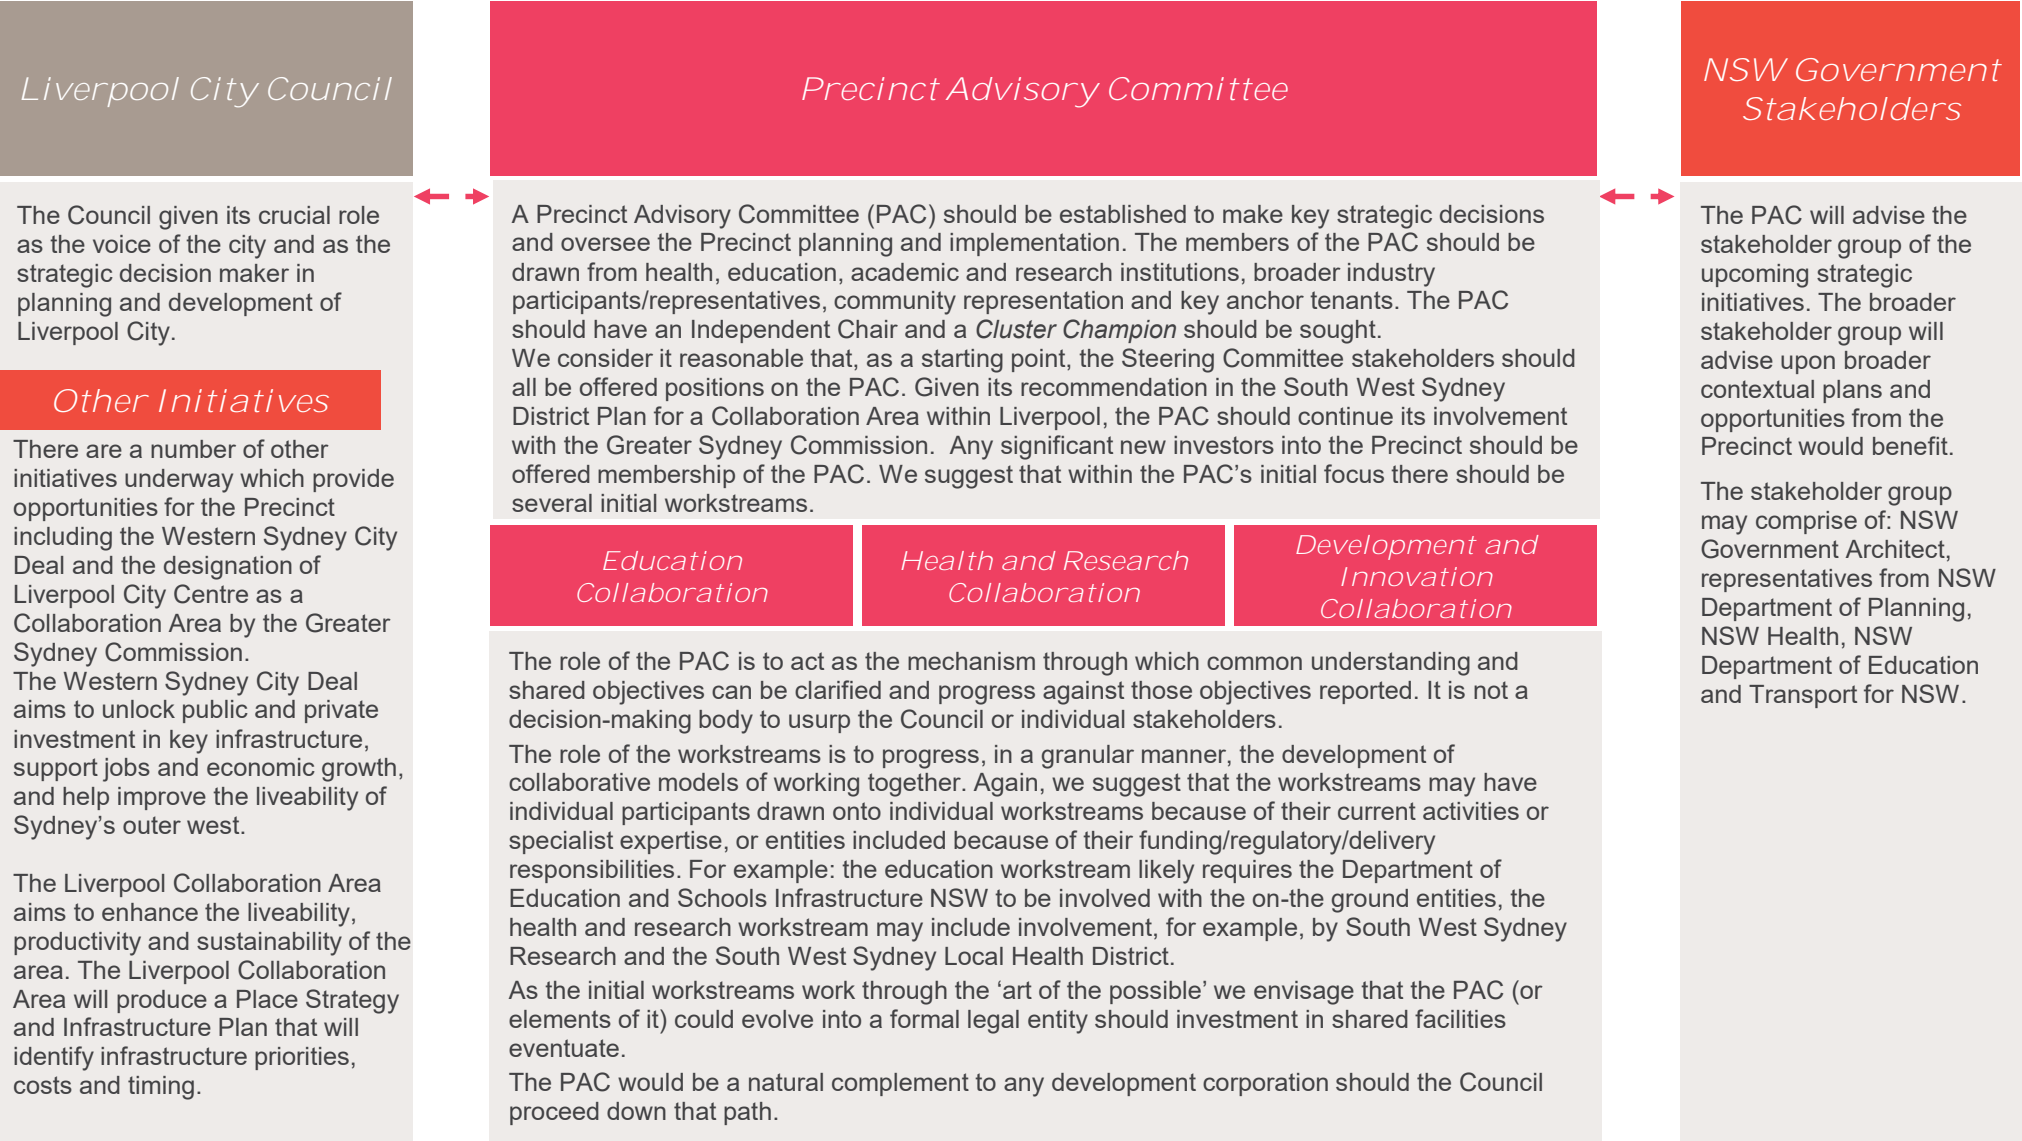 Liverpool City Council
The Council given its crucial role
as the voice of the city and as the
strategic decision maker in
planning and development of
Liverpool City.
Other Initiatives
There are a number of other
initiatives underway which provide
opportunities for the Precinct
including the Western Sydney City
Deal and the designation of
Liverpool City Centre as a
Collaboration Area by the Greater
Sydney Commission.
The Western Sydney City Deal
aims to unlock public and private
investment in key infrastructure,
support jobs and economic growth,
and help improve the liveability of
Sydney’s outer west.
The Liverpool Collaboration Area
aims to enhance the liveability,
productivity and sustainability of the
area. The Liverpool Collaboration
Area will produce a Place Strategy
and Infrastructure Plan that will
identify infrastructure priorities,
costs and timing.
Precinct Advisory Committee
A Precinct Advisory Committee (PAC) should be established to make key strategic decisions
and oversee the Precinct planning and implementation. The members of the PAC should be
drawn from health, education, academic and research institutions, broader industry
participants/representatives, community representation and key anchor tenants. The PAC
should have an Independent Chair and a Cluster Champion should be sought.
We consider it reasonable that, as a starting point, the Steering Committee stakeholders should
all be offered positions on the PAC. Given its recommendation in the South West Sydney
District Plan for a Collaboration Area within Liverpool, the PAC should continue its involvement
with the Greater Sydney Commission. Any significant new investors into the Precinct should be
offered membership of the PAC. We suggest that within the PAC’s initial focus there should be
several initial workstreams.
Education
Collaboration
Health and Research
Collaboration
Development and
Innovation
Collaboration
The role of the PAC is to act as the mechanism through which common understanding and
shared objectives can be clarified and progress against those objectives reported. It is not a
decision-making body to usurp the Council or individual stakeholders.
The role of the workstreams is to progress, in a granular manner, the development of
collaborative models of working together. Again, we suggest that the workstreams may have
individual participants drawn onto individual workstreams because of their current activities or
specialist expertise, or entities included because of their funding/regulatory/delivery
responsibilities. For example: the education workstream likely requires the Department of
Education and Schools Infrastructure NSW to be involved with the on-the ground entities, the
health and research workstream may include involvement, for example, by South West Sydney
Research and the South West Sydney Local Health District.
As the initial workstreams work through the ‘art of the possible’ we envisage that the PAC (or
elements of it) could evolve into a formal legal entity should investment in shared facilities
eventuate.
The PAC would be a natural complement to any development corporation should the Council
proceed down that path.
NSW Government
Stakeholders
The PAC will advise the
stakeholder group of the
upcoming strategic
initiatives. The broader
stakeholder group will
advise upon broader
contextual plans and
opportunities from the
Precinct would benefit.
The stakeholder group
may comprise of: NSW
Government Architect,
representatives from NSW
Department of Planning,
NSW Health, NSW
Department of Education
and Transport for NSW.